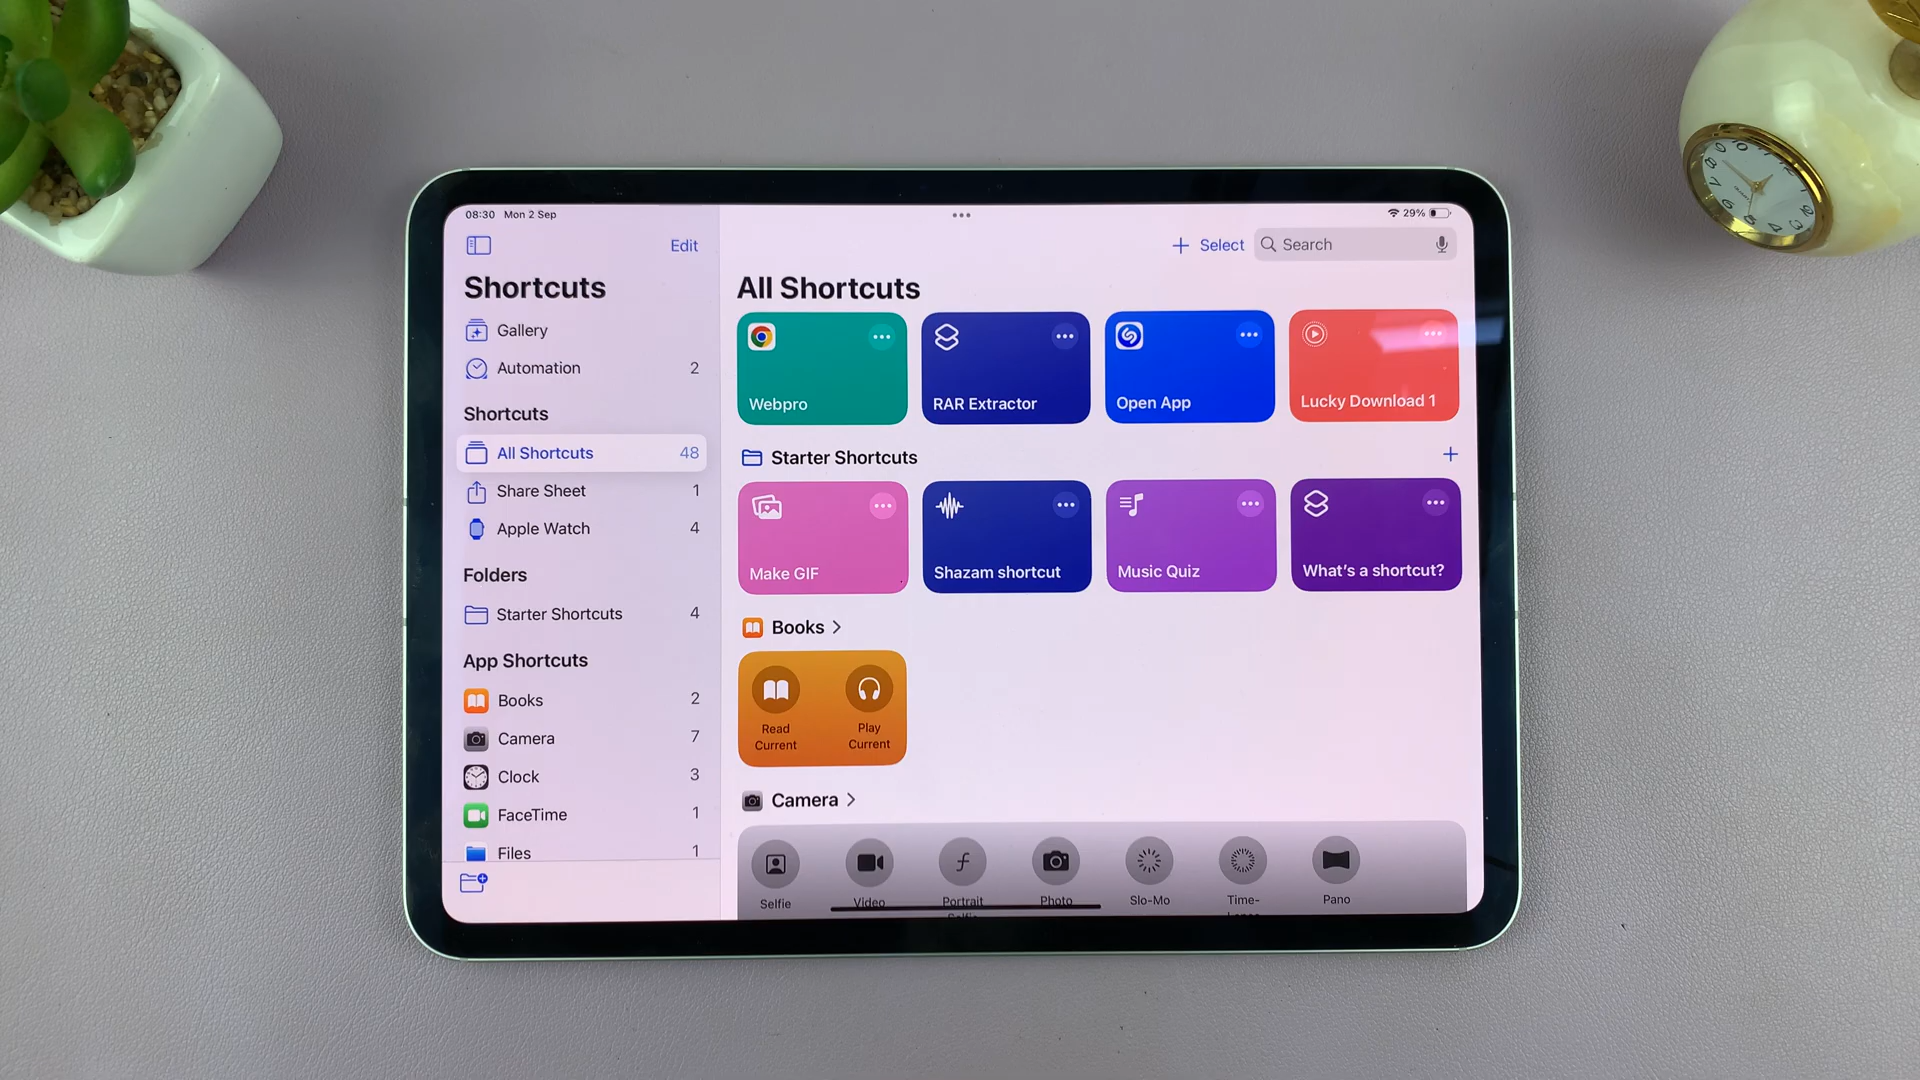 08:30 Mon 2 Sep
29%
Edit
Select
Search
Shortcuts
Gallery
Automation 2
Shortcuts
All Shortcuts 48
Share Sheet 1
Apple Watch 4
Folders
Starter Shortcuts 4
App Shortcuts
Books 2
Camera 7
Clock 3
FaceTime 1
Files 1
All Shortcuts
Webpro
RAR Extractor
Open App
Lucky Download 1
Starter Shortcuts
Make GIF
Shazam shortcut
Music Quiz
What's a shortcut?
Books
Read
Current
Play
Current
Camera
Selfie
Video
Portrait
Photo
Slo-Mo
Time-
Pano